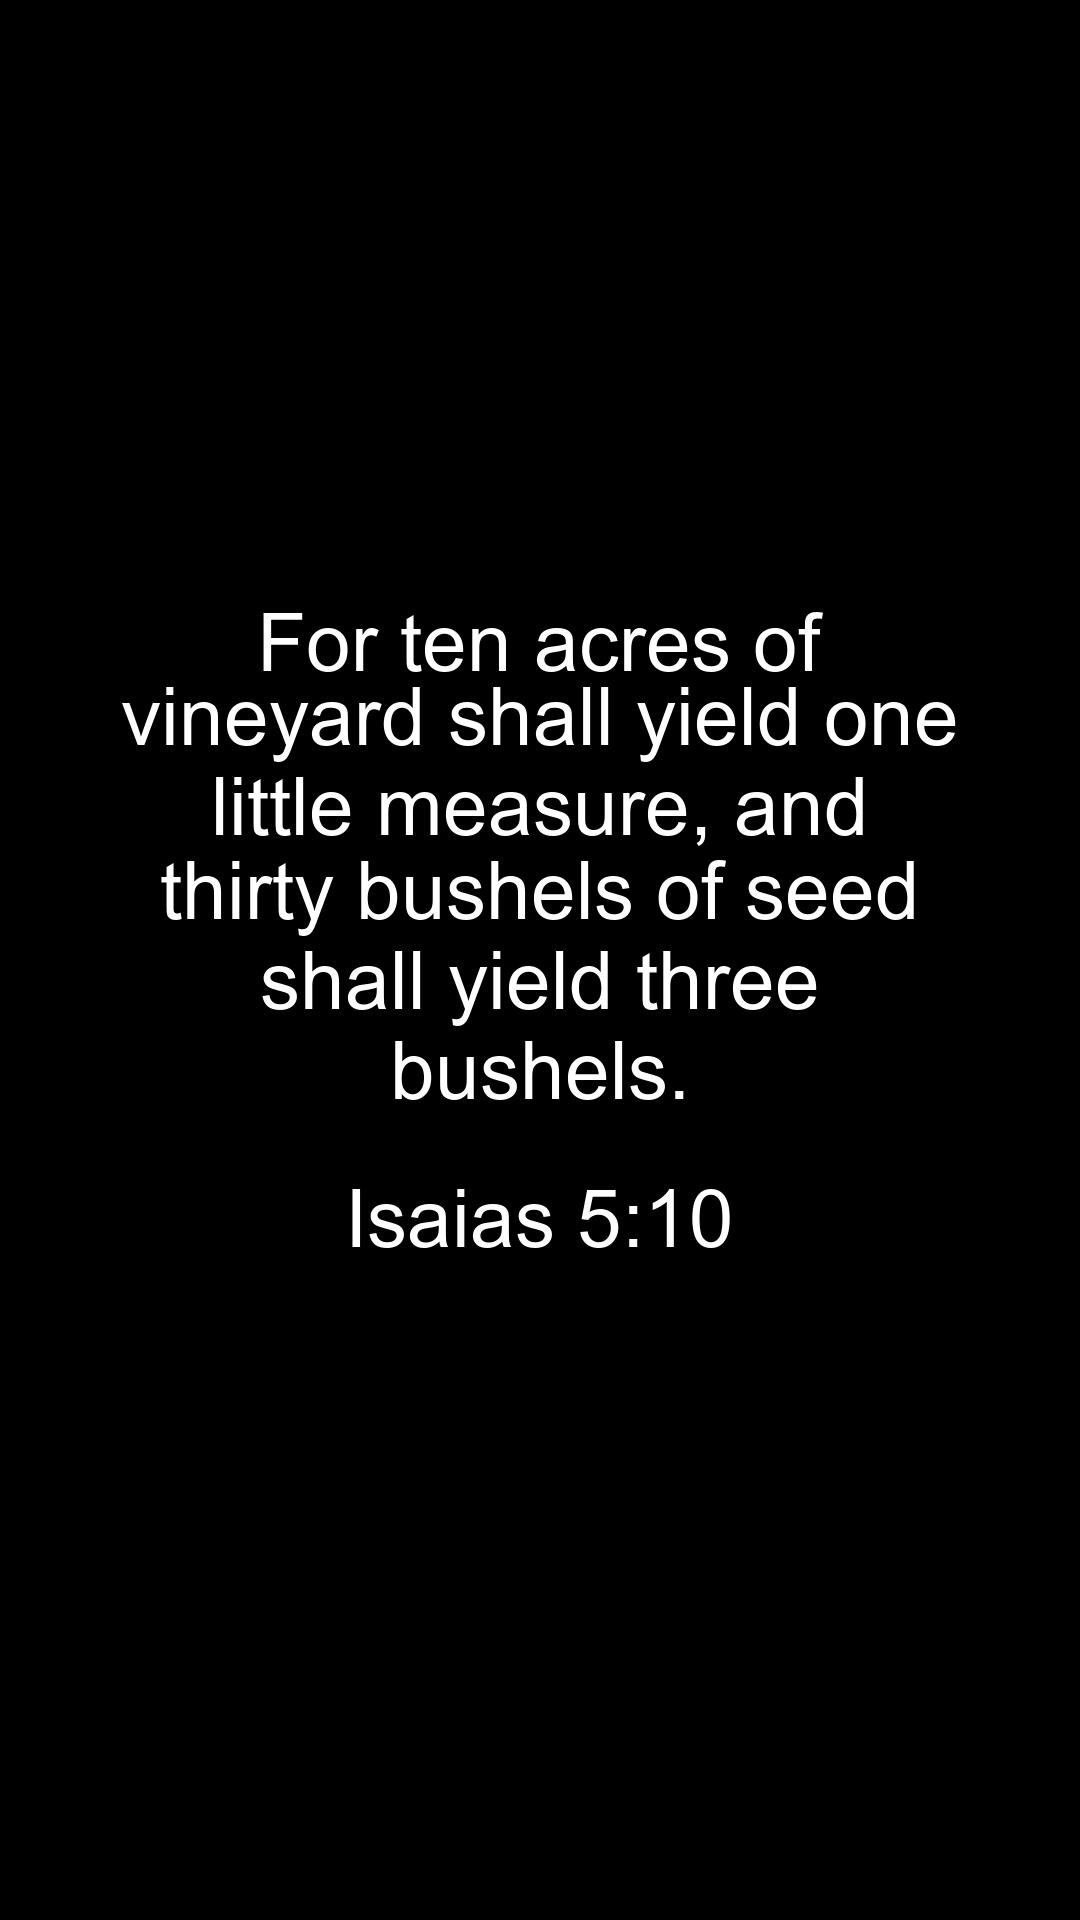 For ten acres of
vineyard shall yield one
little measure, and
thirty bushels of seed
shall yield three
bushels.
Isaias 5:10